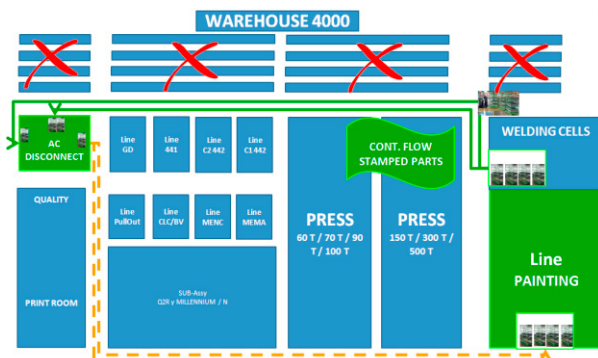 WAREHOUSE 4000
AC
DISCONNECT
Line
GD
Line
441
Line
C2 442
Line
C1 442
CONT. FLOW
STAMPED PARTS
WELDING CELLS
QUALITY
PRINT ROOM
Line
PullOut
Line
CLC/BV
Line
MENC
Line
MEMA
PRESS
60 T / 70 T / 90
T / 100 T
PRESS
150 T / 300 T /
500 T
Line
PAINTING
SUB-Assy
Q2R y MILLENNIUM / N